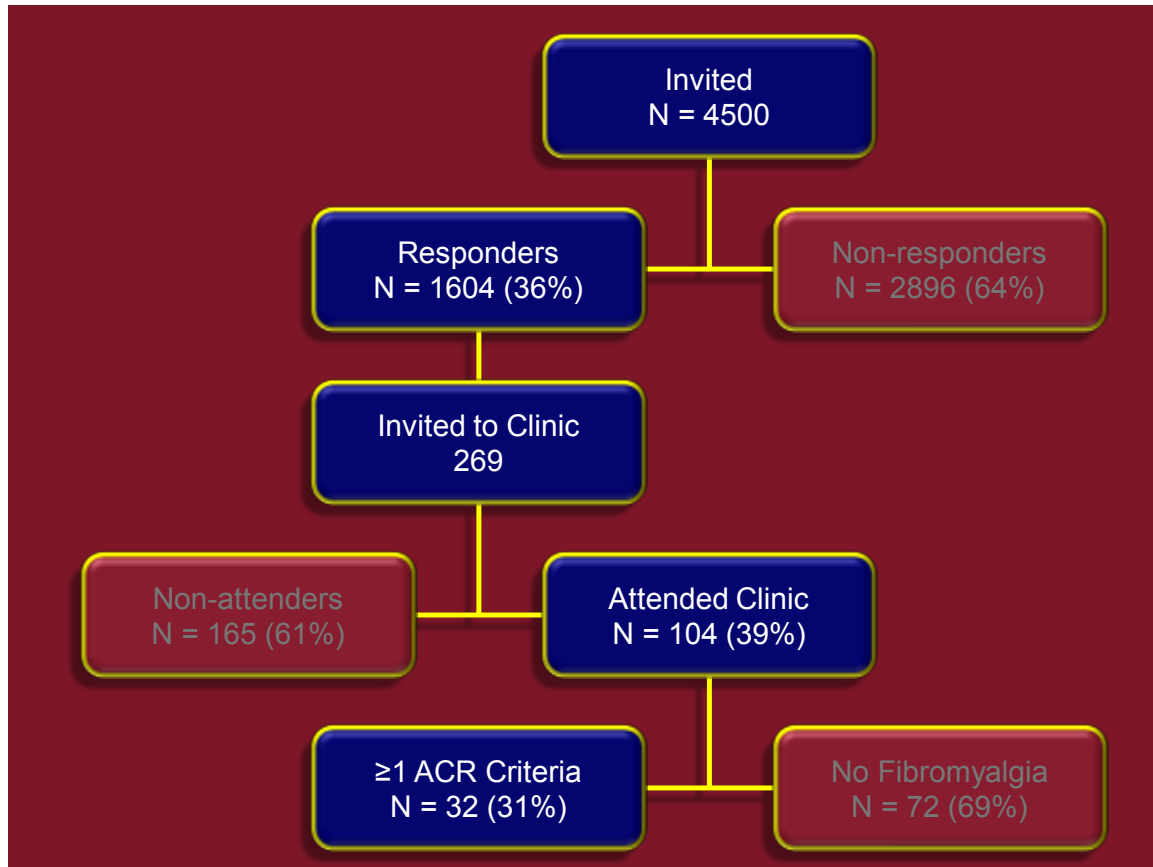 Invited
N = 4500
Responders
N = 1604 (36%)
Non-responders
N = 2896 (64%)
Invited to Clinic
269
Non-attenders
N = 165 (61%)
Attended Clinic
N = 104 (39%)
≥1 ACR Criteria
N = 32 (31%)
No Fibromyalgia
N = 72 (69%)